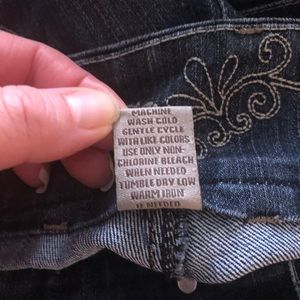 MACHINE
WASH COLD
GENTLE CYCLE
WITH LIKE COLORS
USE ONLY NON-
CHLORINE BLEACH
WHEN NEEDED
TUMBLE DRY LOW
WARM IRON
IF NEEDED